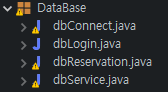 DataBase
dbConnect.java
dbLogin.java
dbReservation.java
dbService.java